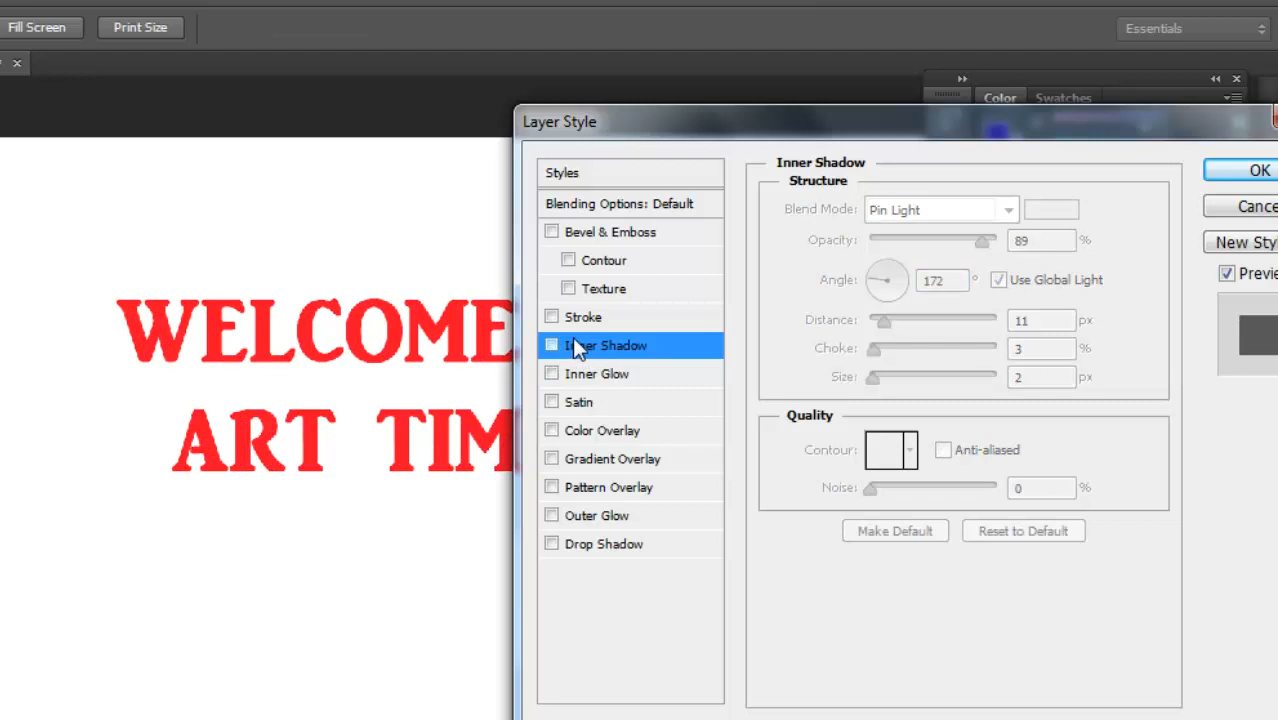 Fill Screen Print Size Essentials
Color Swatches
Layer Style
WELCOME
ART TIM
Styles
Blending Options: Default
Bevel & Emboss
Contour
Texture
Stroke
Inner Shadow
Inner Glow
Satin
Color Overlay
Gradient Overlay
Pattern Overlay
Outer Glow
Drop Shadow
Inner Shadow
Structure
Blend Mode: Pin Light
Opacity: 89 %
Angle: 172 ° Use Global Light
Distance: 11 px
Choke: 3 %
Size: 2 px
Quality
Contour: Anti-aliased
Noise: 0 %
Make Default Reset to Default
OK
Cance
New Sty
Previe